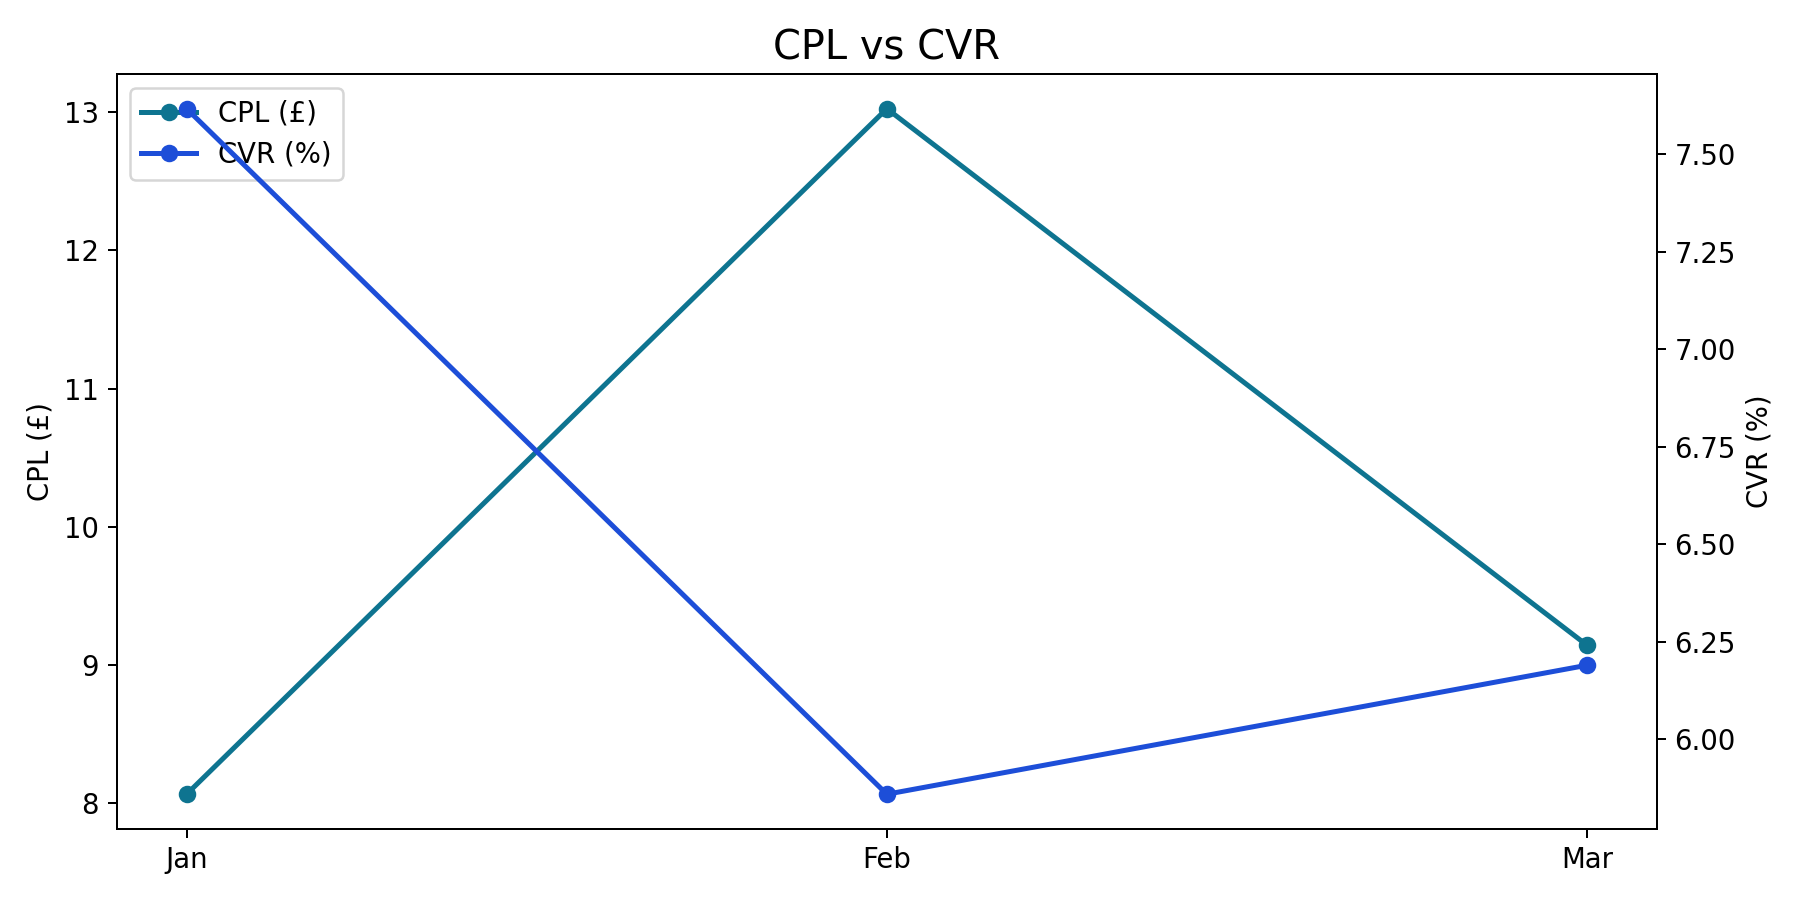 CPL vs CVR
CPL (£)
CVR (%)
13
12
11
10
9
8
CPL (£)
7.50
7.25
7.00
6.75
6.50
6.25
6.00
CVR (%)
Jan Feb Mar